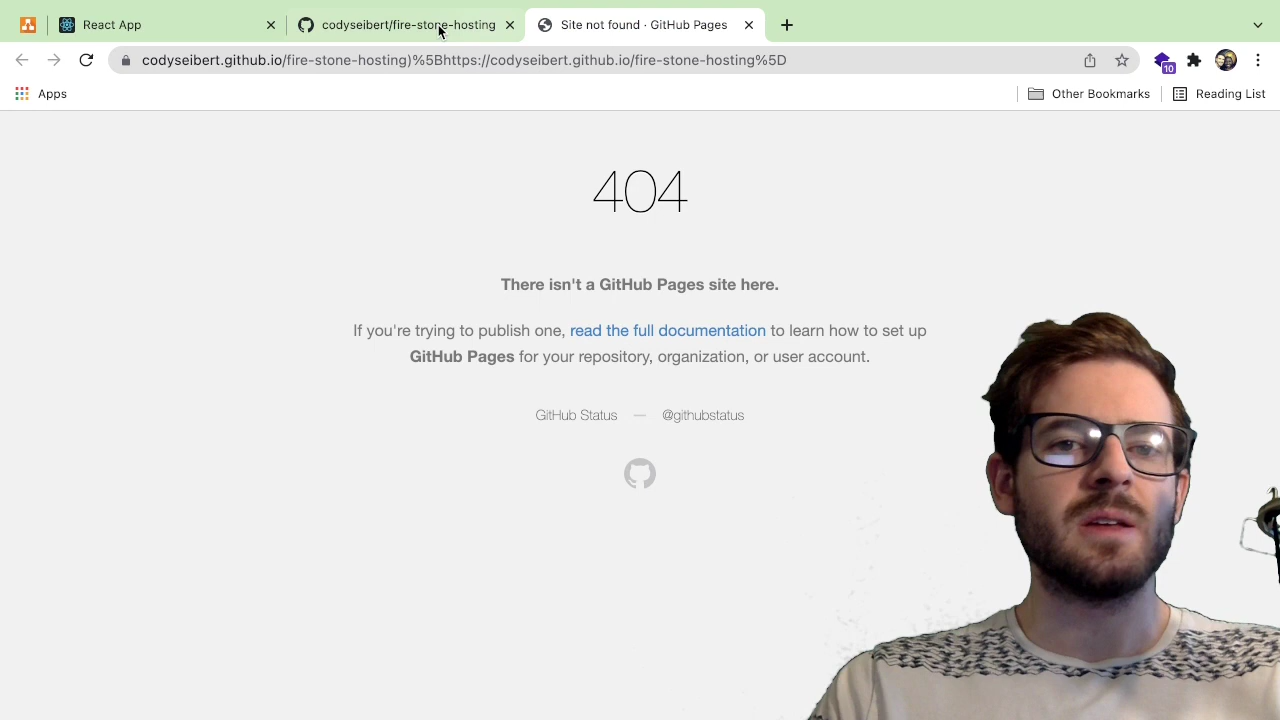 React App
codyseibert/fire-stone-hosting
Site not found · GitHub Pages
codyseibert.github.io/fire-stone-hosting)%5Bhttps://codyseibert.github.io/fire-stone-hosting%5D
10
Apps
Other Bookmarks
Reading List
404
There isn't a GitHub Pages site here.
If you're trying to publish one, read the full documentation to learn how to set up
GitHub Pages for your repository, organization, or user account.
GitHub Status — @githubstatus